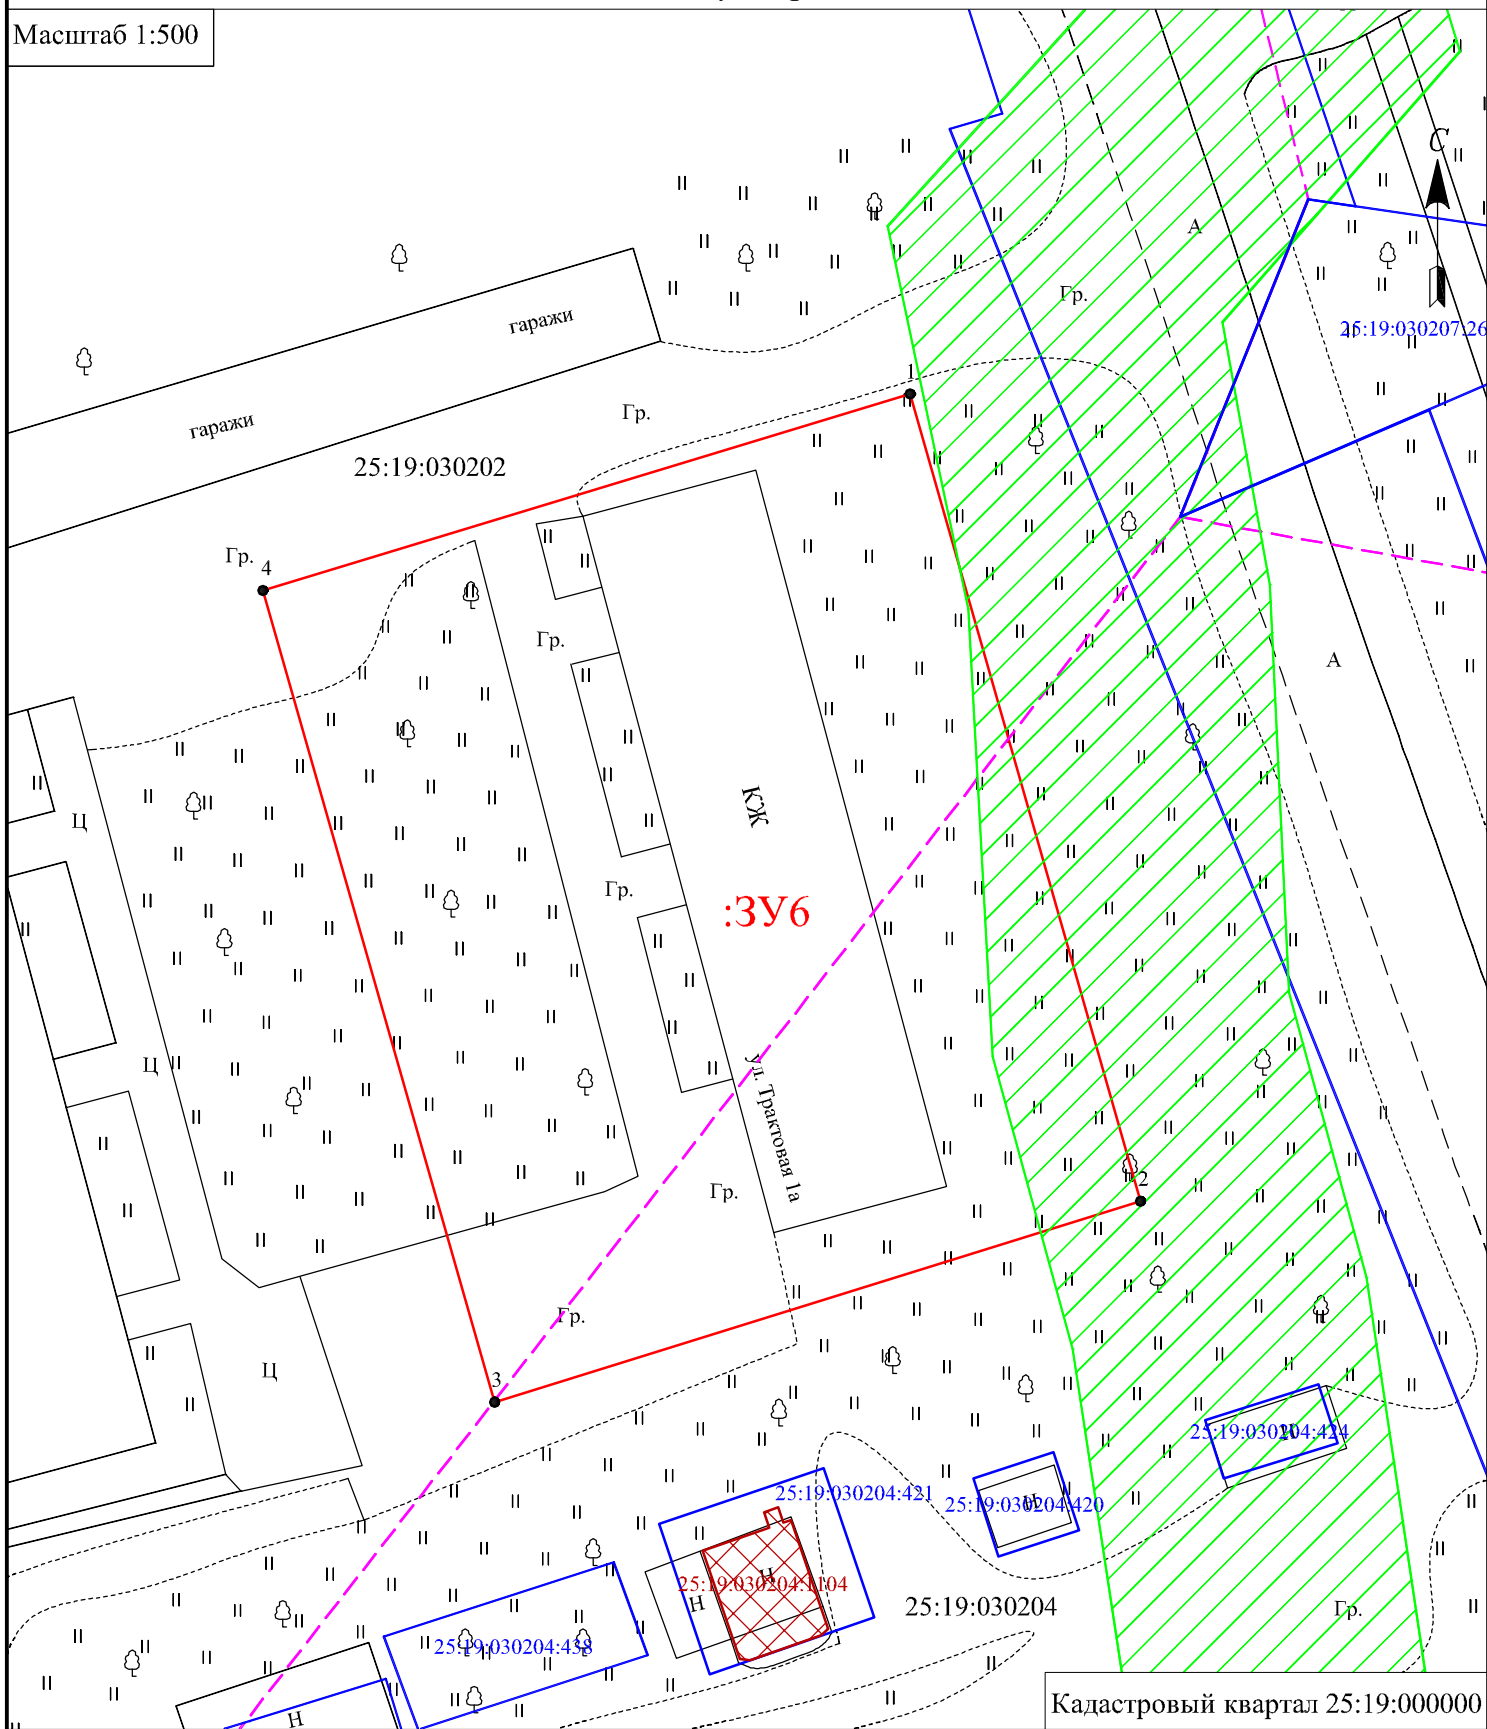 Масштаб 1:500
С
А
Гр.
гаражи
25:19:030207:26
1
Гр.
гаражи
25:19:030202
Гр.
4
Гр.
А
КЖ
Ц
Гр.
:ЗУ6
Ц
ул. Трактовая 1а
2
Гр.
Гр.
Ц
3
25:19:030204:424
Н
25:19:030204:421
25:19:030204:420
Н
Н
25:19:030204:1104
Н
25:19:030204
Гр.
25:19:030204:438
Н
Кадастровый квартал 25:19:000000